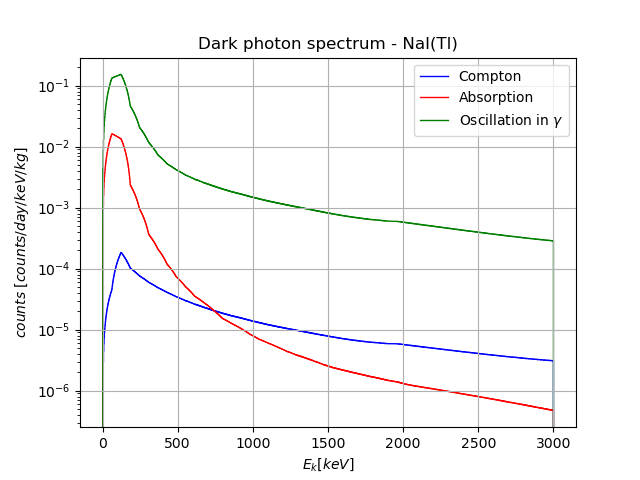 Dark photon spectrum - NaI(Tl)
counts [counts/day/keV/kg]
10⁻¹
10⁻²
10⁻³
10⁻⁴
10⁻⁵
10⁻⁶
Compton
Absorption
Oscillation in γ
0 500 1000 1500 2000 2500 3000
E_k[keV]